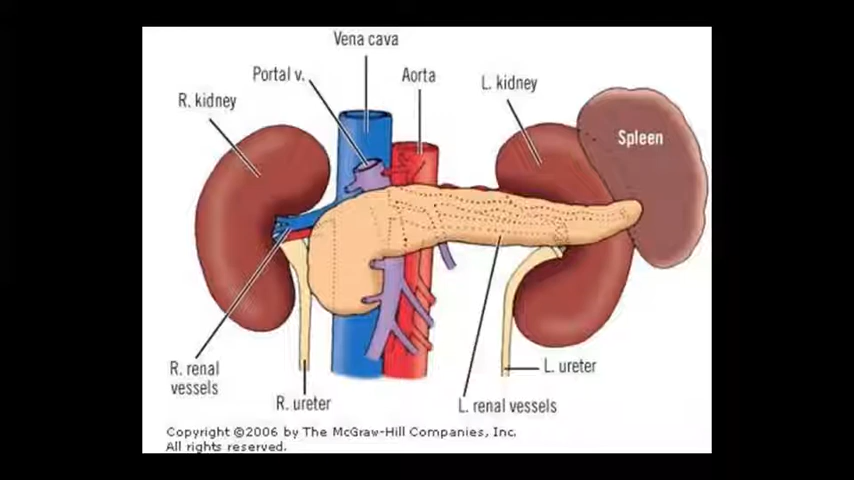 Vena cava
Portal v.
Aorta
R. kidney
L. kidney
Spleen
R. renal
vessels
L. ureter
R. ureter
L. renal vessels
Copyright ©2006 by The McGraw-Hill Companies, Inc.
All rights reserved.